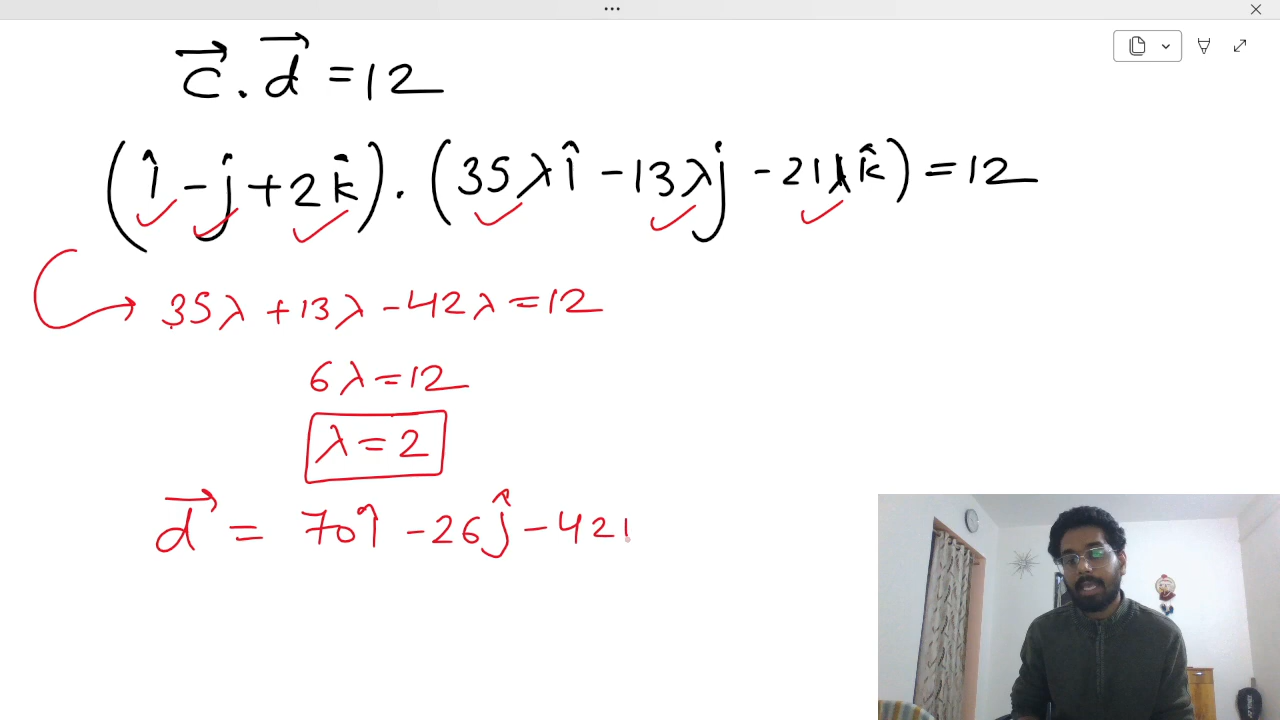 c⃗ . d⃗ = 12
(î - ĵ + 2k̂) . (35λî - 13λĵ - 21λk̂) = 12
35λ + 13λ - 42λ = 12
6λ = 12
λ = 2
d⃗ = 70î - 26ĵ - 42